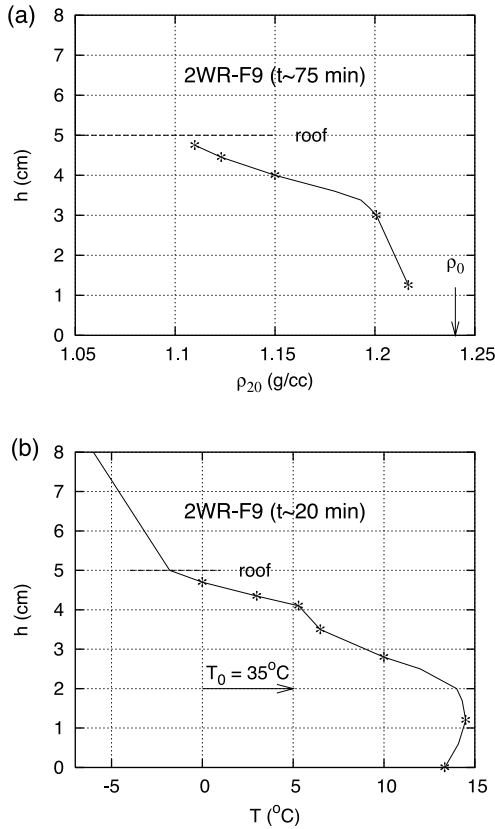 (a)
8
7
6
5
4
3
2
1
0
h (cm)
2WR-F9 (t~75 min)
roof
ρ0
1.05 1.1 1.15 1.2 1.25
ρ20 (g/cc)
(b)
8
7
6
5
4
3
2
1
0
h (cm)
2WR-F9 (t~20 min)
roof
T0 = 35°C
-5 0 5 10 15
T (°C)